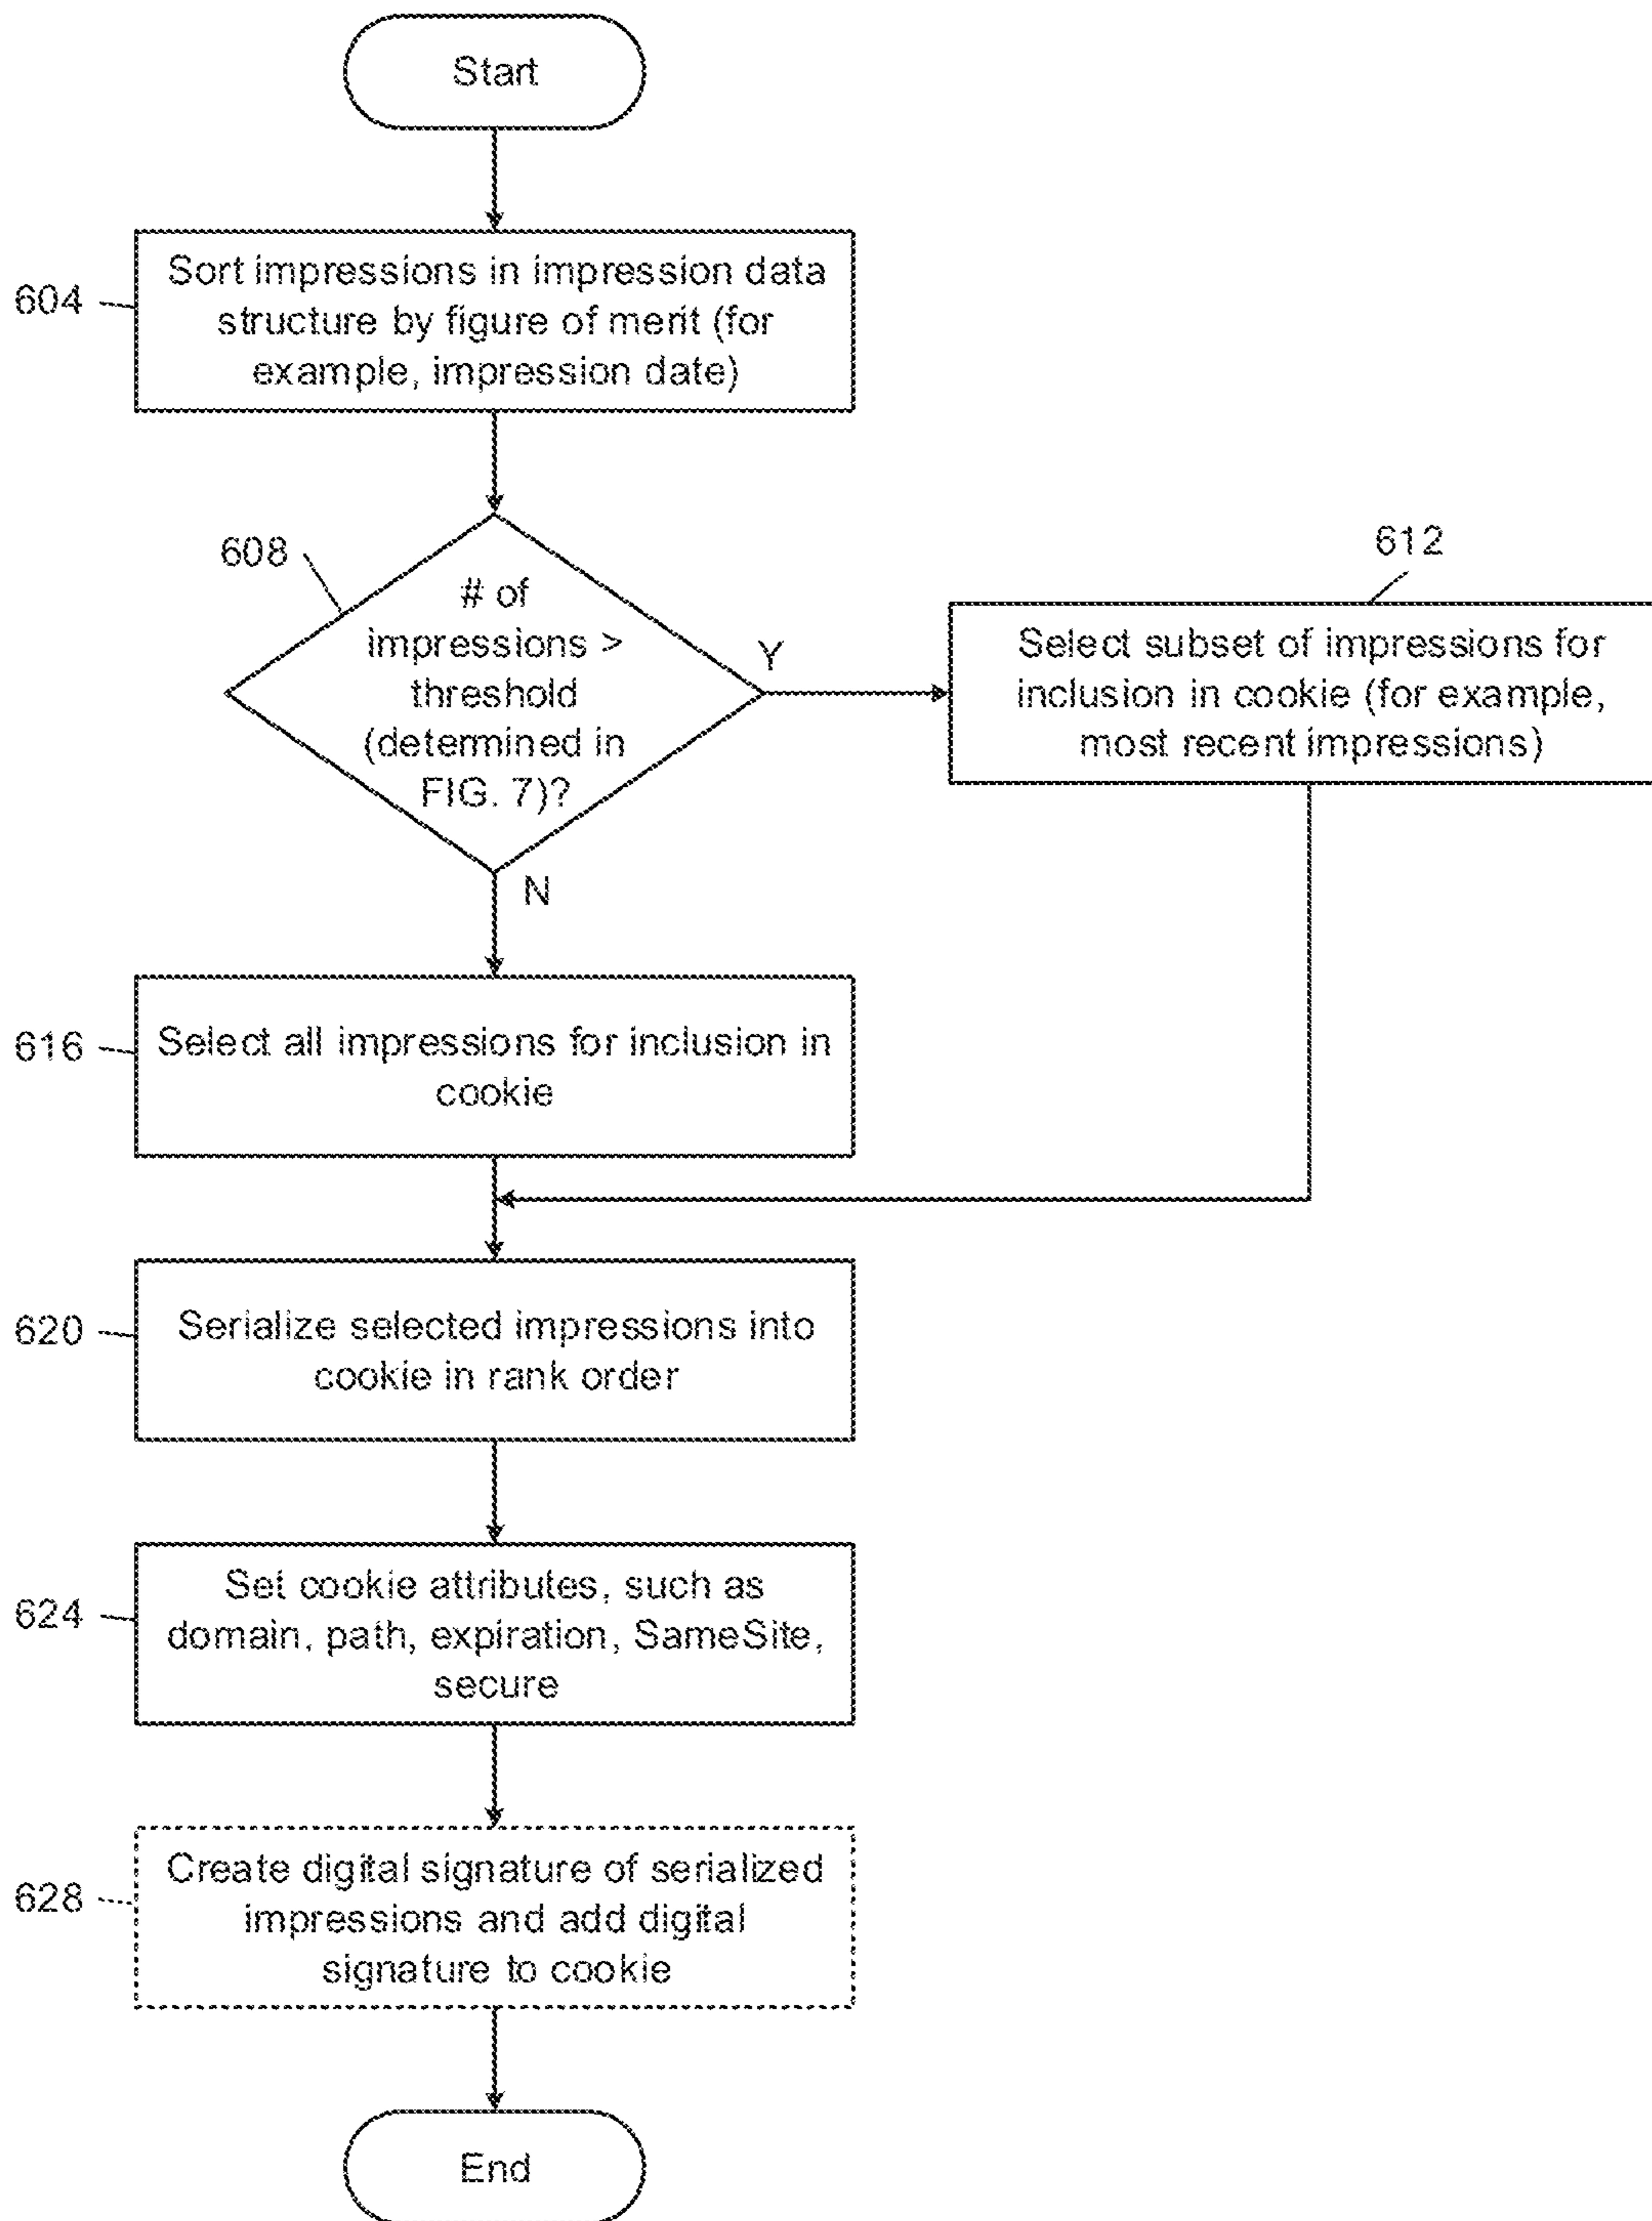 Start
604
Sort impressions in impression data
structure by figure of merit (for
example, impression date)
608
# of
impressions >
threshold
(determined in
FIG. 7)?
Y
N
612
Select subset of impressions for
inclusion in cookie (for example,
most recent impressions)
616
Select all impressions for inclusion in
cookie
620
Serialize selected impressions into
cookie in rank order
624
Set cookie attributes, such as
domain, path, expiration, SameSite,
secure
628
Create digital signature of serialized
impressions and add digital
signature to cookie
End